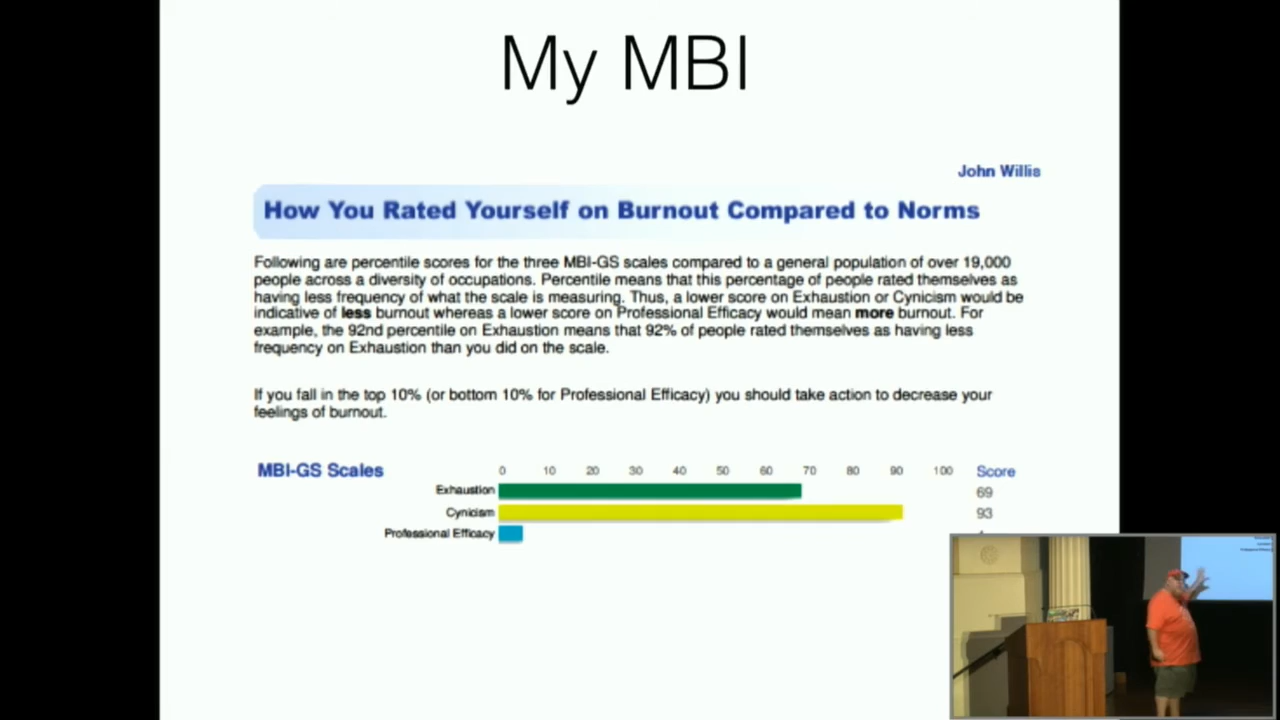 My MBI
John Willis
How You Rated Yourself on Burnout Compared to Norms
Following are percentile scores for the three MBI-GS scales compared to a general population of over 19,000
people across a diversity of occupations. Percentile means that this percentage of people rated themselves as
having less frequency of what the scale is measuring. Thus, a lower score on Exhaustion or Cynicism would be
indicative of less burnout whereas a lower score on Professional Efficacy would mean more burnout. For
example, the 92nd percentile on Exhaustion means that 92% of people rated themselves as having less
frequency on Exhaustion than you did on the scale.
If you fall in the top 10% (or bottom 10% for Professional Efficacy) you should take action to decrease your
feelings of burnout.
MBI-GS Scales 0 10 20 30 40 50 60 70 80 90 100 Score
Exhaustion 69
Cynicism 93
Professional Efficacy